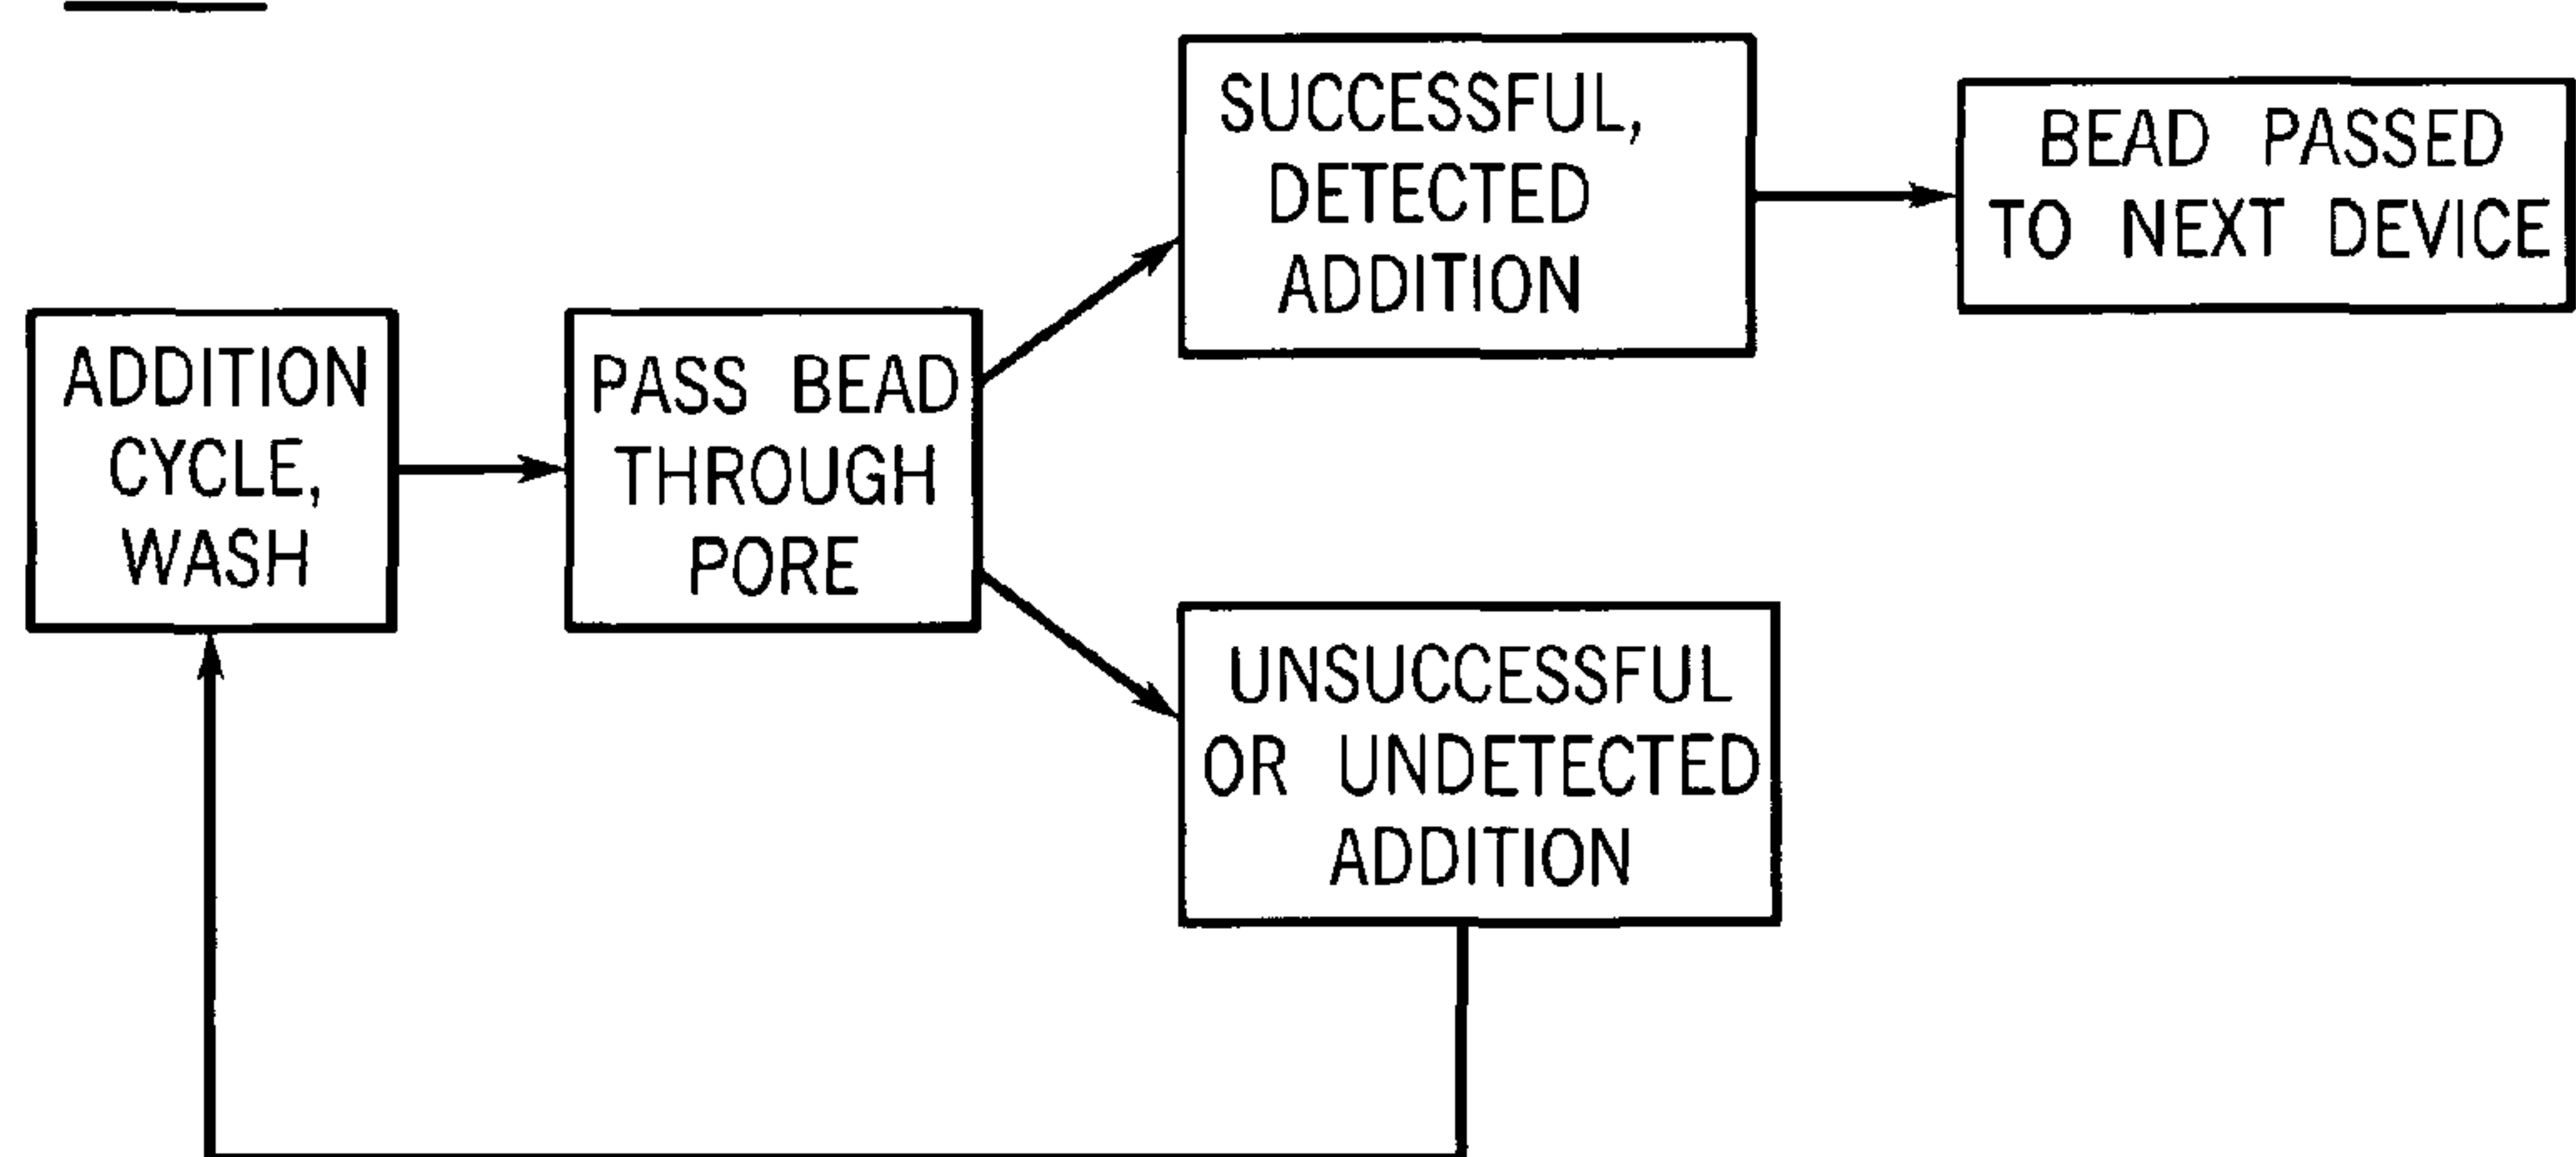 ADDITION
CYCLE,
WASH
PASS BEAD
THROUGH
PORE
SUCCESSFUL,
DETECTED
ADDITION
BEAD PASSED
TO NEXT DEVICE
UNSUCCESSFUL
OR UNDETECTED
ADDITION